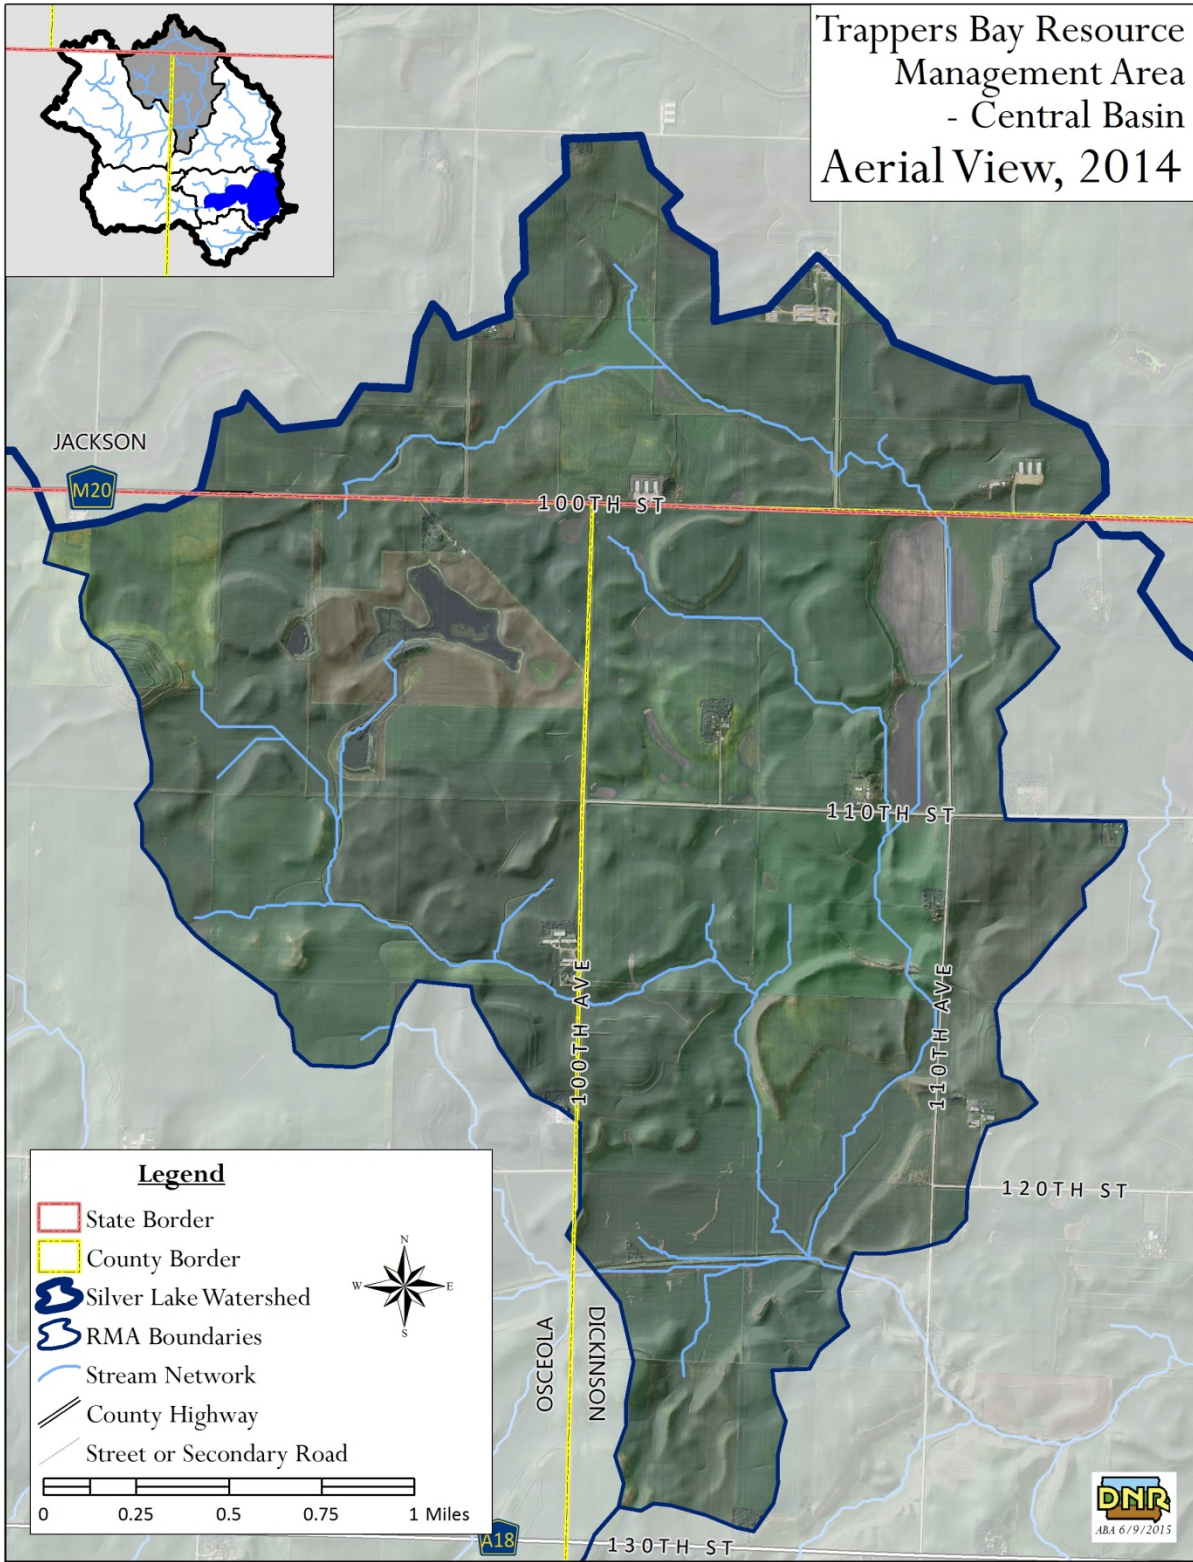 Trappers Bay Resource
Management Area
- Central Basin
Aerial View, 2014
JACKSON
M20
100TH ST
110TH ST
100TH AVE
110TH AVE
120TH ST
OSCEOLA
DICKINSON
A18
130TH ST
Legend
State Border
County Border
Silver Lake Watershed
RMA Boundaries
Stream Network
County Highway
Street or Secondary Road
N
W
E
S
0 0.25 0.5 0.75 1 Miles
DNR
ABA 6/9/2015